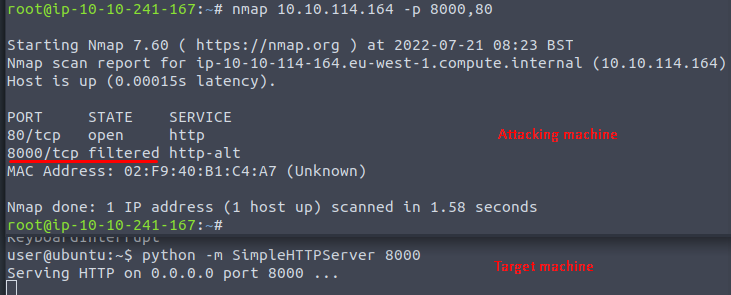 root@ip-10-10-241-167:~# nmap 10.10.114.164 -p 8000,80
Starting Nmap 7.60 ( https://nmap.org ) at 2022-07-21 08:23 BST
Nmap scan report for ip-10-10-114-164.eu-west-1.compute.internal (10.10.114.164)
Host is up (0.00015s latency).
PORT     STATE    SERVICE
80/tcp   open     http
Attacking machine
8000/tcp filtered http-alt
MAC Address: 02:F9:40:B1:C4:A7 (Unknown)
Nmap done: 1 IP address (1 host up) scanned in 1.58 seconds
root@ip-10-10-241-167:~#
KeyboardInterrupt
user@ubuntu:~$ python -m SimpleHTTPServer 8000
Target machine
Serving HTTP on 0.0.0.0 port 8000 ...